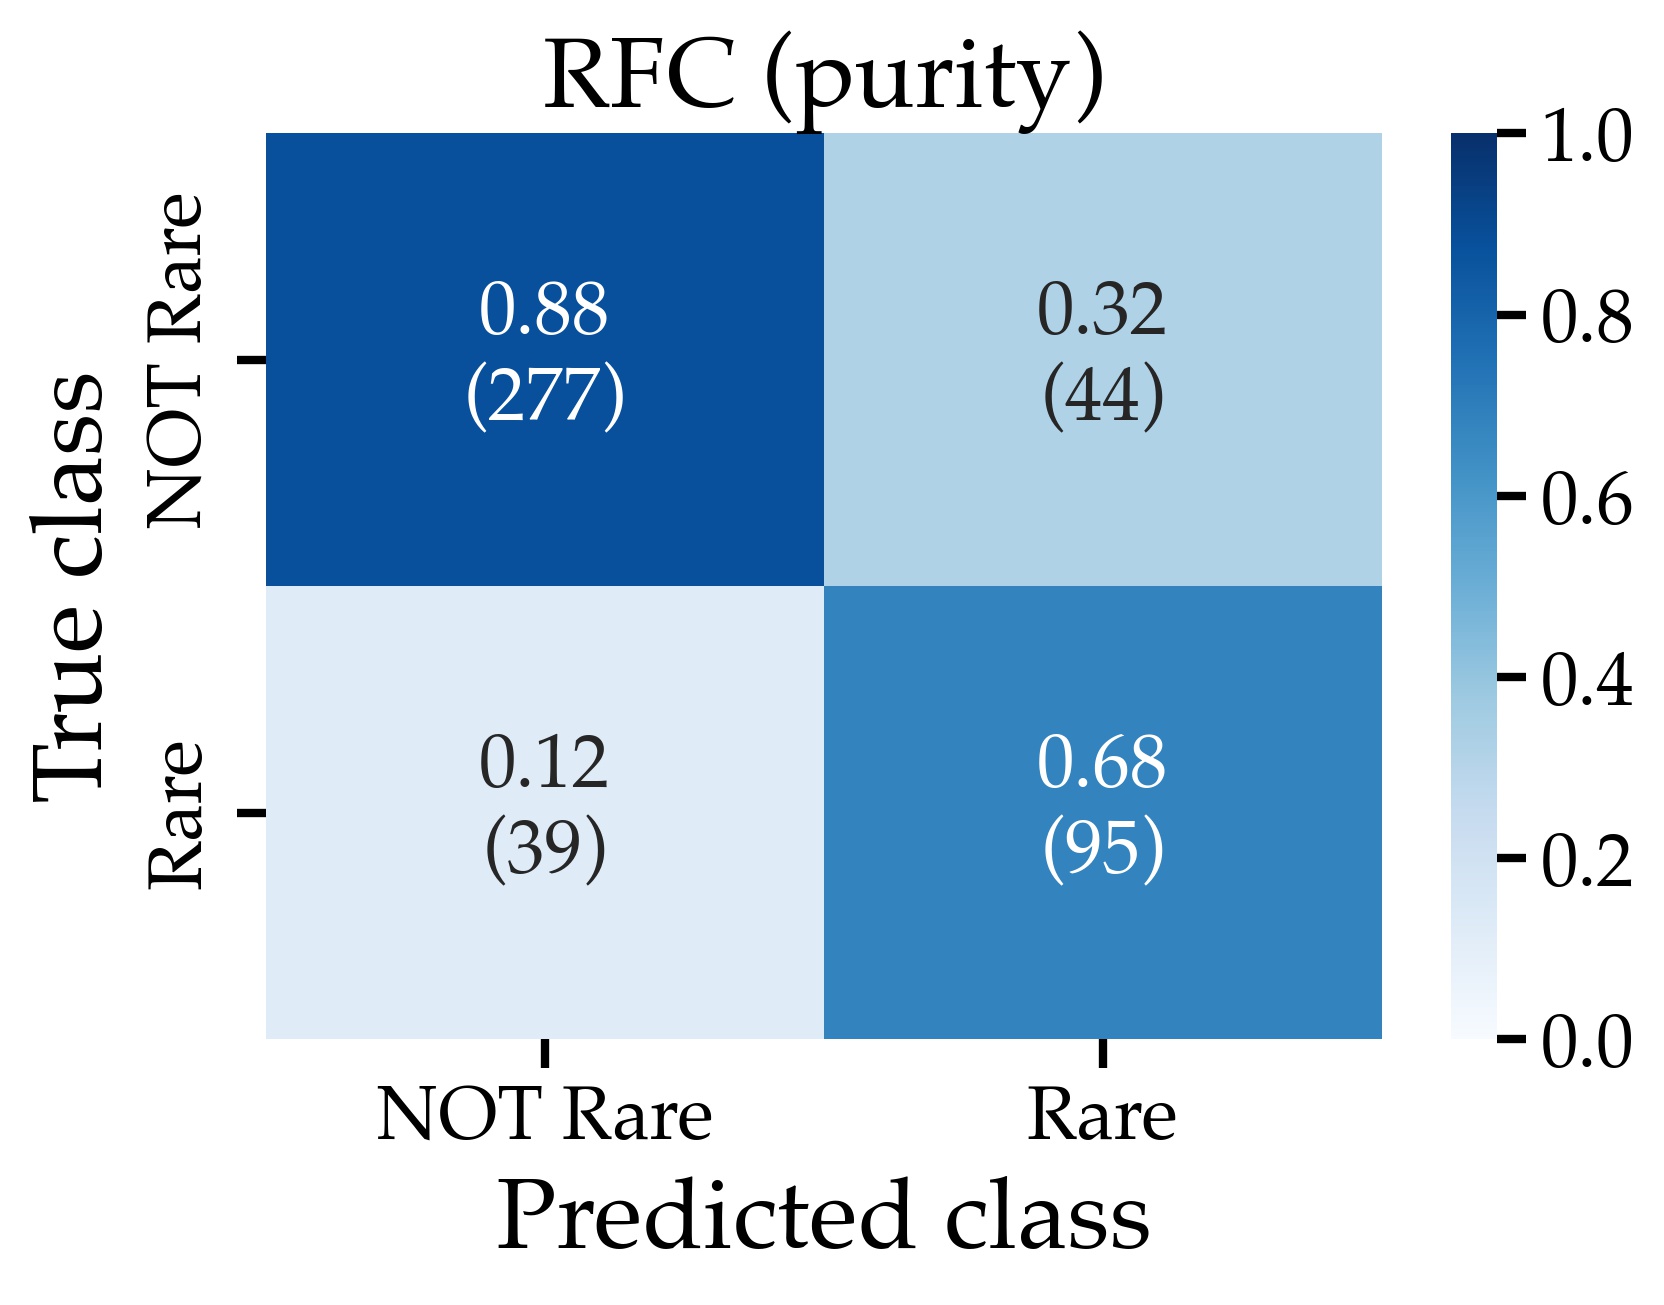 RFC (purity)
True class
NOT Rare
0.88
(277)
0.32
(44)
Rare
0.12
(39)
0.68
(95)
NOT Rare
Rare
Predicted class
1.0
0.8
0.6
0.4
0.2
0.0